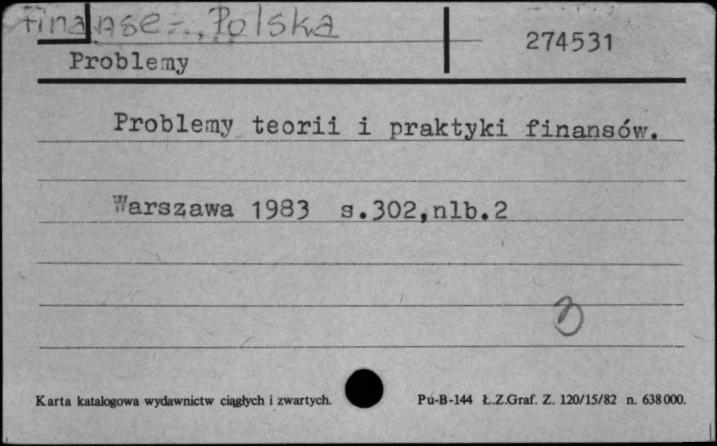 finanse - Polska
274531
Problemy
Problemy teorii i praktyki finansów.
Warszawa 1983 s.302,nlb.2
Karta katalogowa wydawnictw ciągłych i zwartych. Pu-B-144 Ł.Z.Graf. Z. 120/15/82 n. 638000.